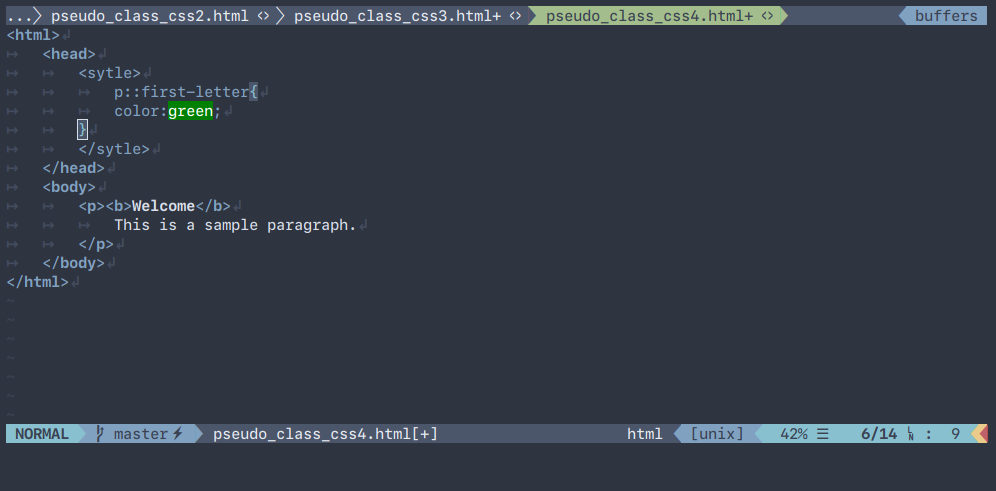 ... pseudo_class_css2.html <> pseudo_class_css3.html+ <> pseudo_class_css4.html+ <> buffers
<html>
<head>
<sytle>
p::first-letter{
color:green;
}
</sytle>
</head>
<body>
<p><b>Welcome</b>
This is a sample paragraph.
</p>
</body>
</html>
~
~
~
~
~
~
~
NORMAL master pseudo_class_css4.html[+] html [unix] 42% ☰ 6/14 LN : 9